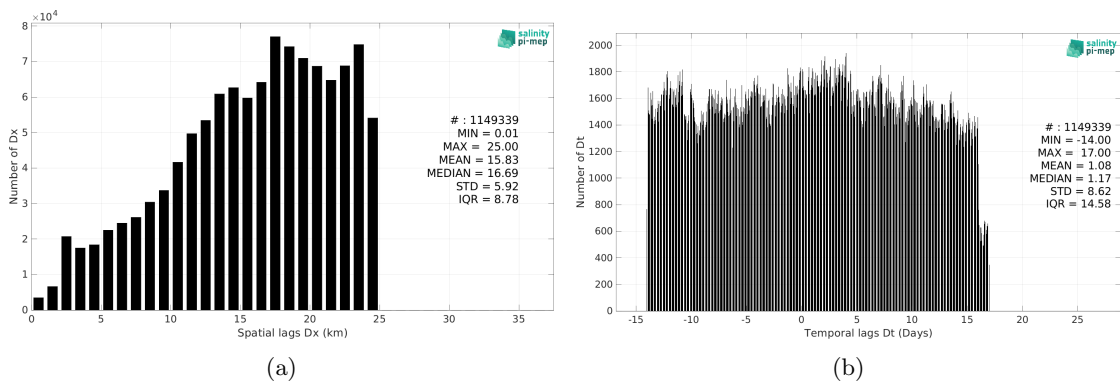 ×10⁴
8
7
6
5
4
3
2
1
0
Number of Dx
salinity
pi-mep
# : 1149339
MIN = 0.01
MAX = 25.00
MEAN = 15.83
MEDIAN = 16.69
STD = 5.92
IQR = 8.78
0 5 10 15 20 25 30 35
Spatial lags Dx (km)
(a)
2000
1800
1600
1400
1200
1000
800
600
400
200
0
Number of Dt
salinity
pi-mep
# : 1149339
MIN = -14.00
MAX = 17.00
MEAN = 1.08
MEDIAN = 1.17
STD = 8.62
IQR = 14.58
-15 -10 -5 0 5 10 15 20 25
Temporal lags Dt (Days)
(b)